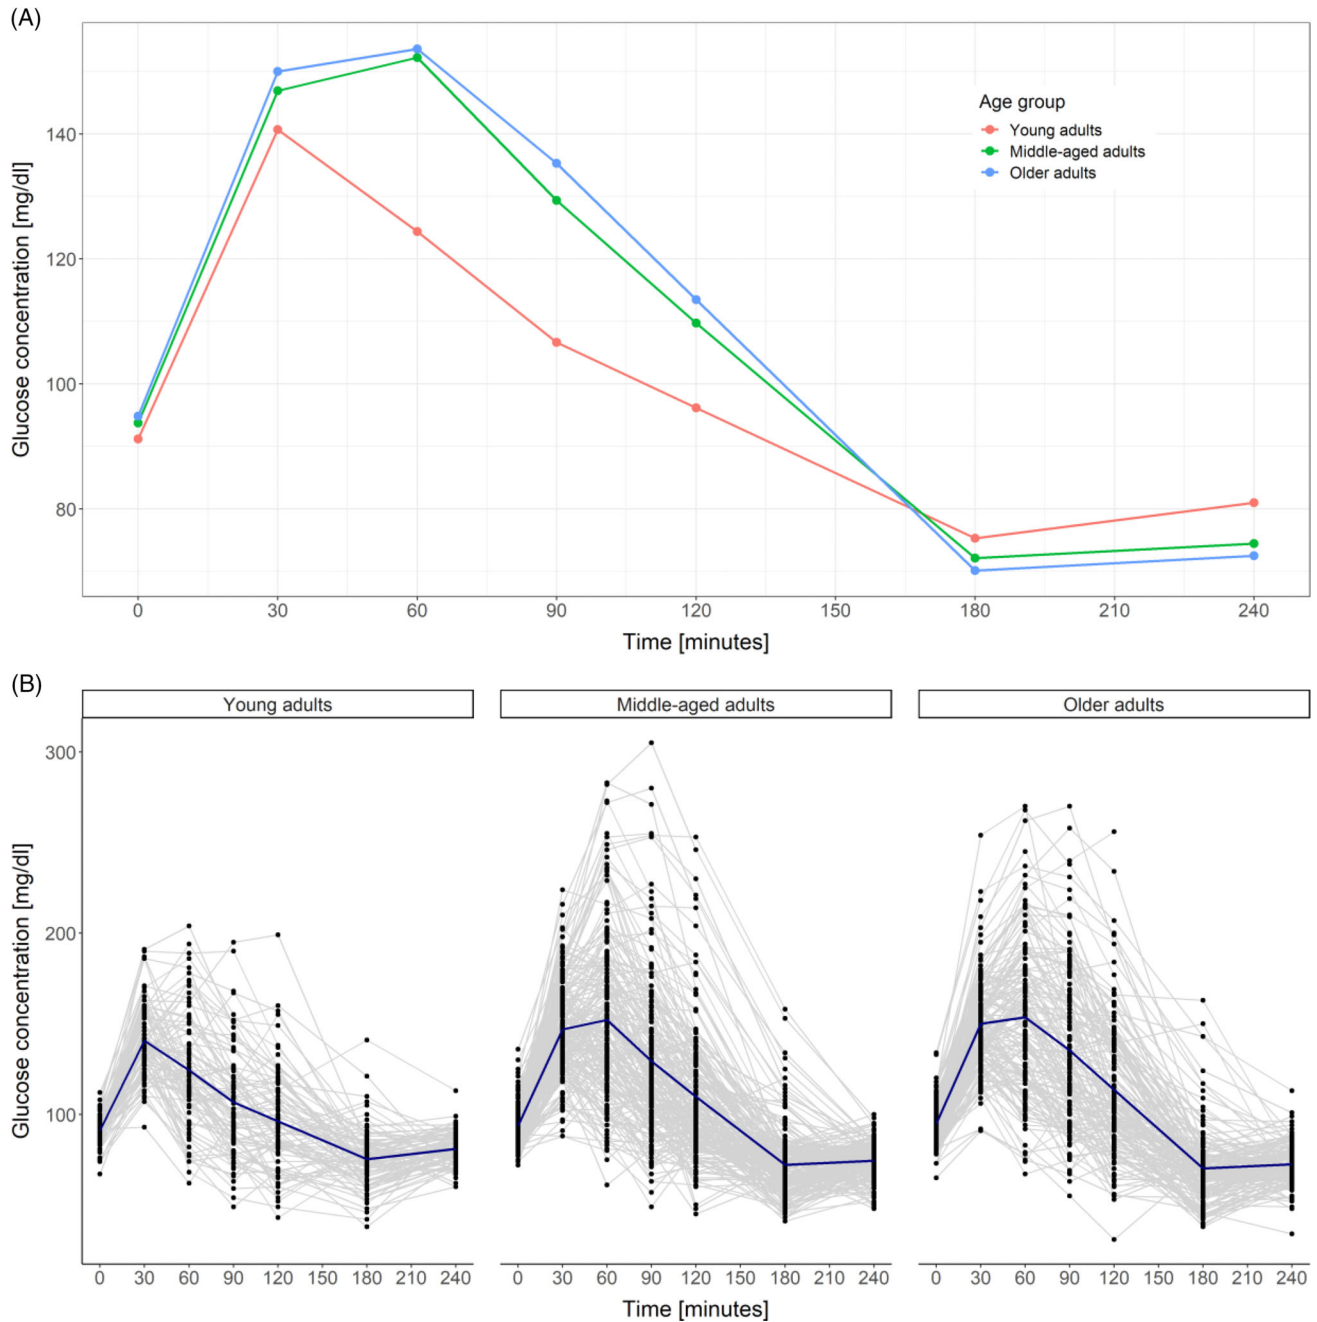 (A)
Glucose concentration [mg/dl]
140
120
100
80
Age group
Young adults
Middle-aged adults
Older adults
0 30 60 90 120 150 180 210 240
Time [minutes]
(B)
Young adults Middle-aged adults Older adults
Glucose concentration [mg/dl]
300
200
100
0 30 60 90 120 150 180 210 240 0 30 60 90 120 150 180 210 240 0 30 60 90 120 150 180 210 240
Time [minutes]